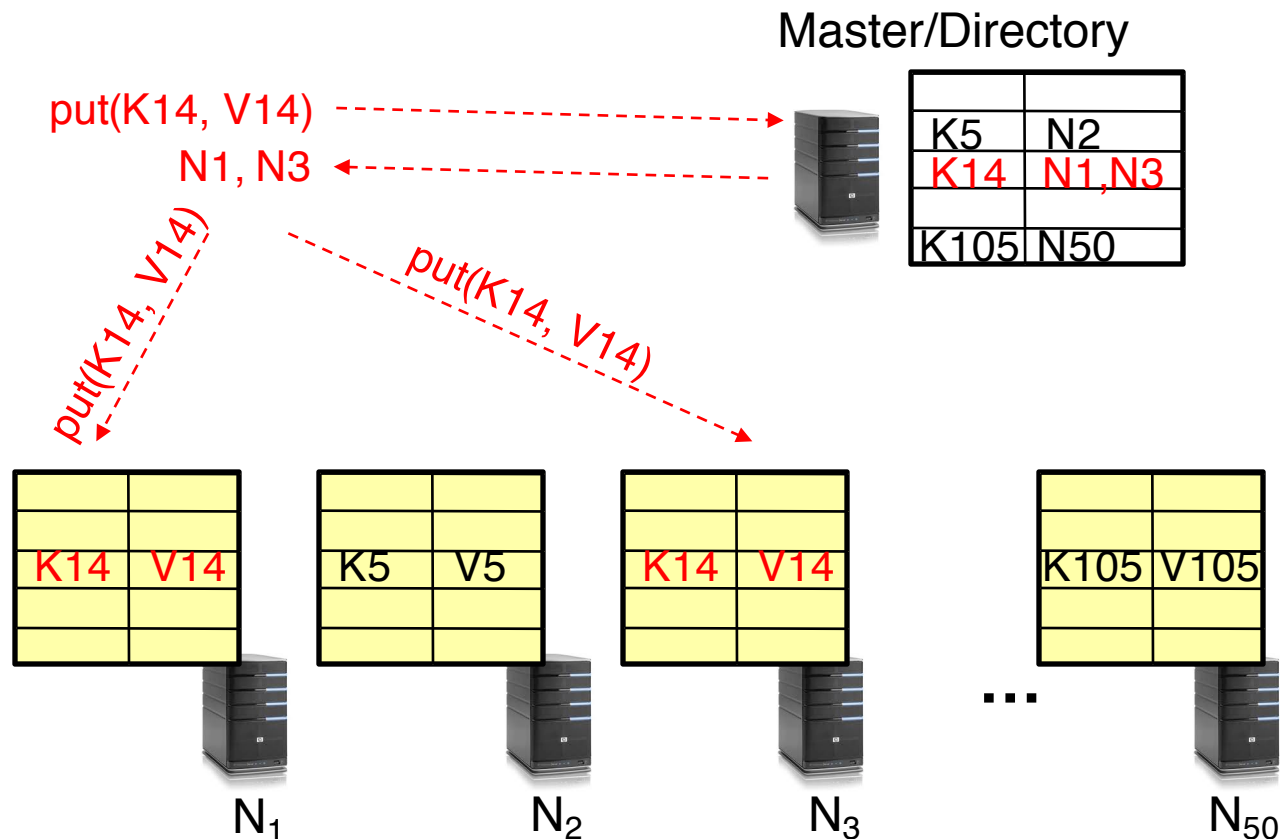 Master/Directory
put(K14, V14)
N1, N3
K5 N2
K14 N1,N3
K105 N50
put(K14, V14)
put(K14, V14)
K14 V14
K5 V5
K14 V14
K105 V105
...
N1
N2
N3
N50